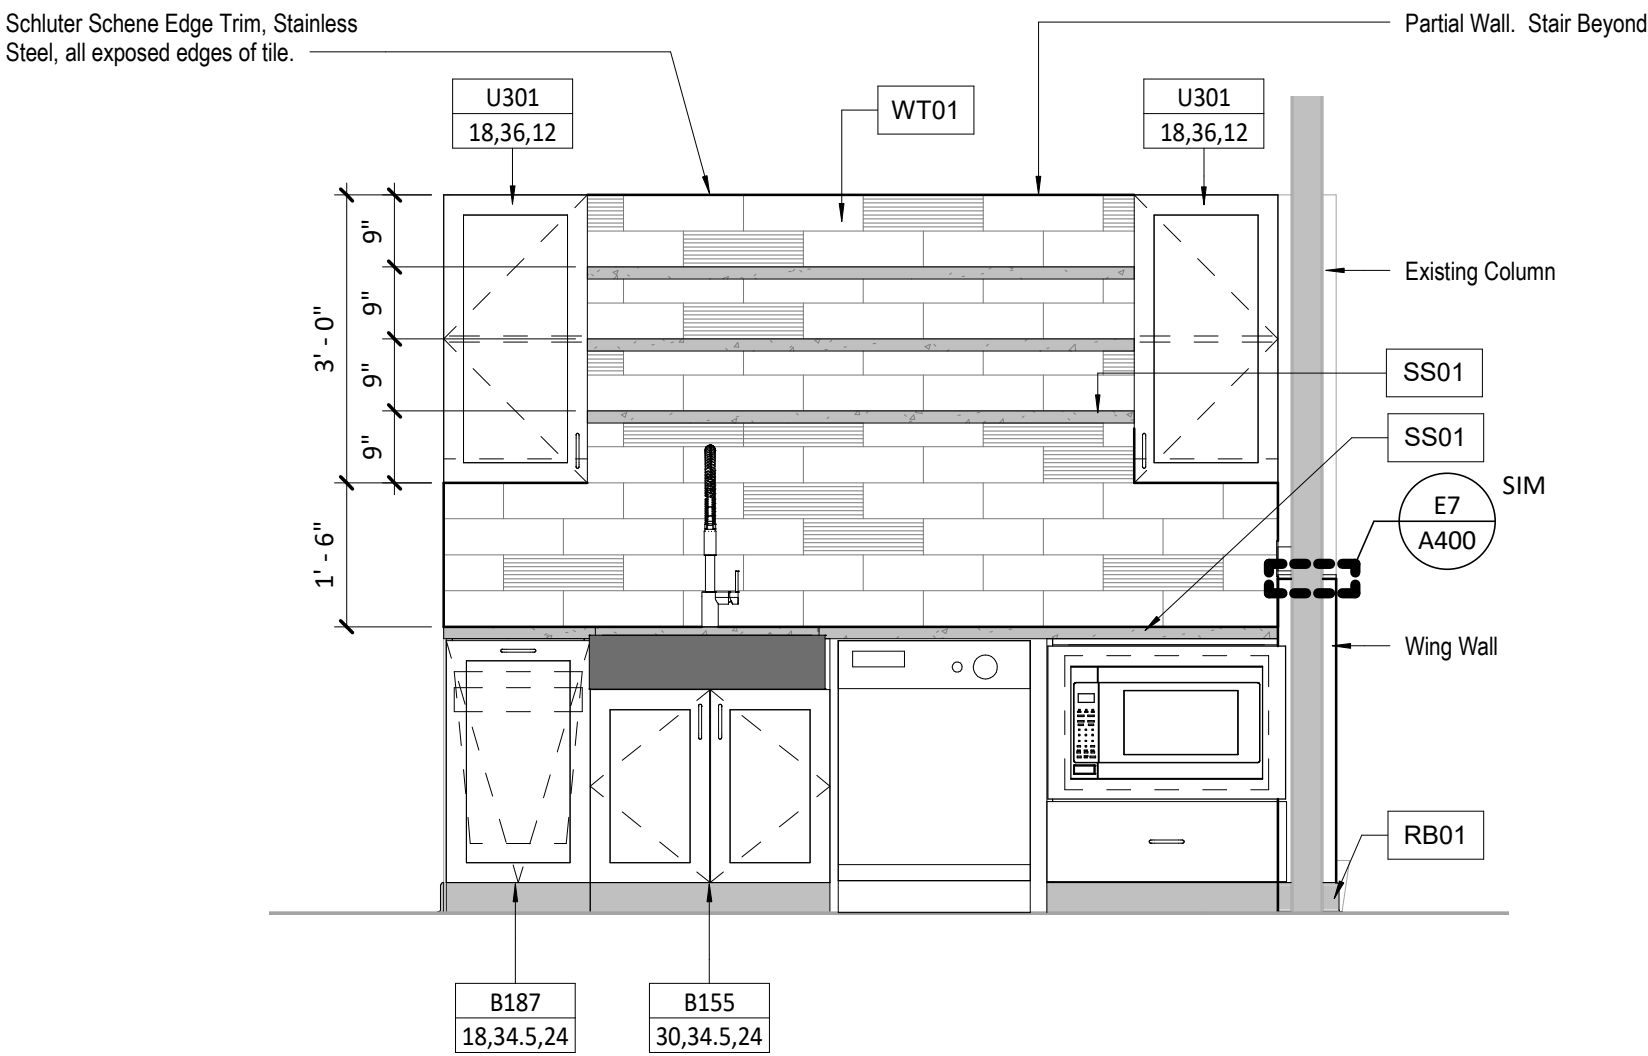 Schluter Schene Edge Trim, Stainless
Steel, all exposed edges of tile.
Partial Wall.  Stair Beyond
U301
18,36,12
WT01
U301
18,36,12
9"
9"
9"
9"
3' - 0"
1' - 6"
Existing Column
SS01
SS01
SIM
E7
A400
Wing Wall
RB01
B187
18,34.5,24
B155
30,34.5,24